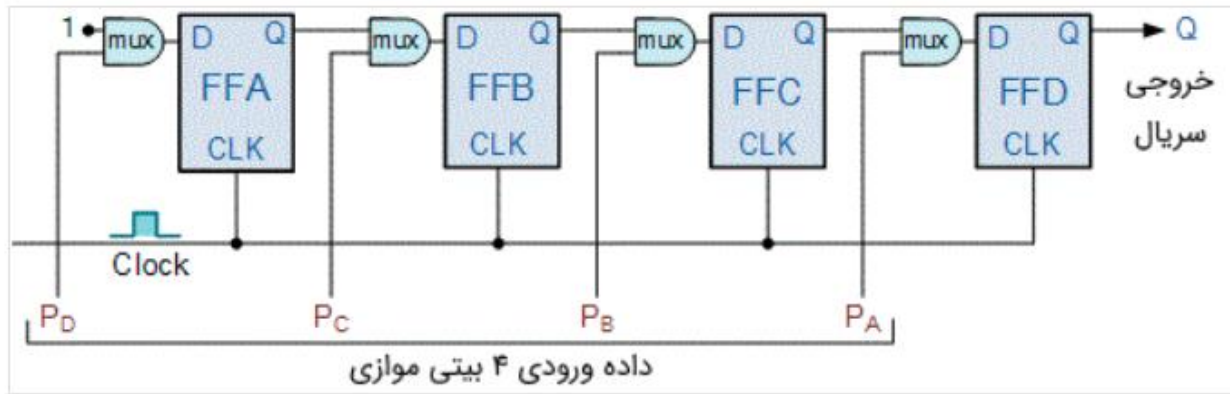 1
mux D Q mux D Q mux D Q mux D Q Q
FFA FFB FFC FFD
خروجی
سریال
CLK CLK CLK CLK
Clock
PD PC PB PA
داده ورودی ۴ بیتی موازی